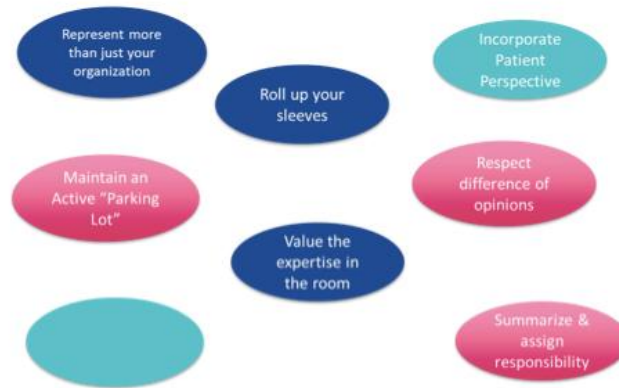 Represent more
than just your
organization
Incorporate
Patient
Perspective
Roll up your
sleeves
Maintain an
Active “Parking
Lot”
Respect
difference of
opinions
Value the
expertise in
the room
Summarize &
assign
responsibility